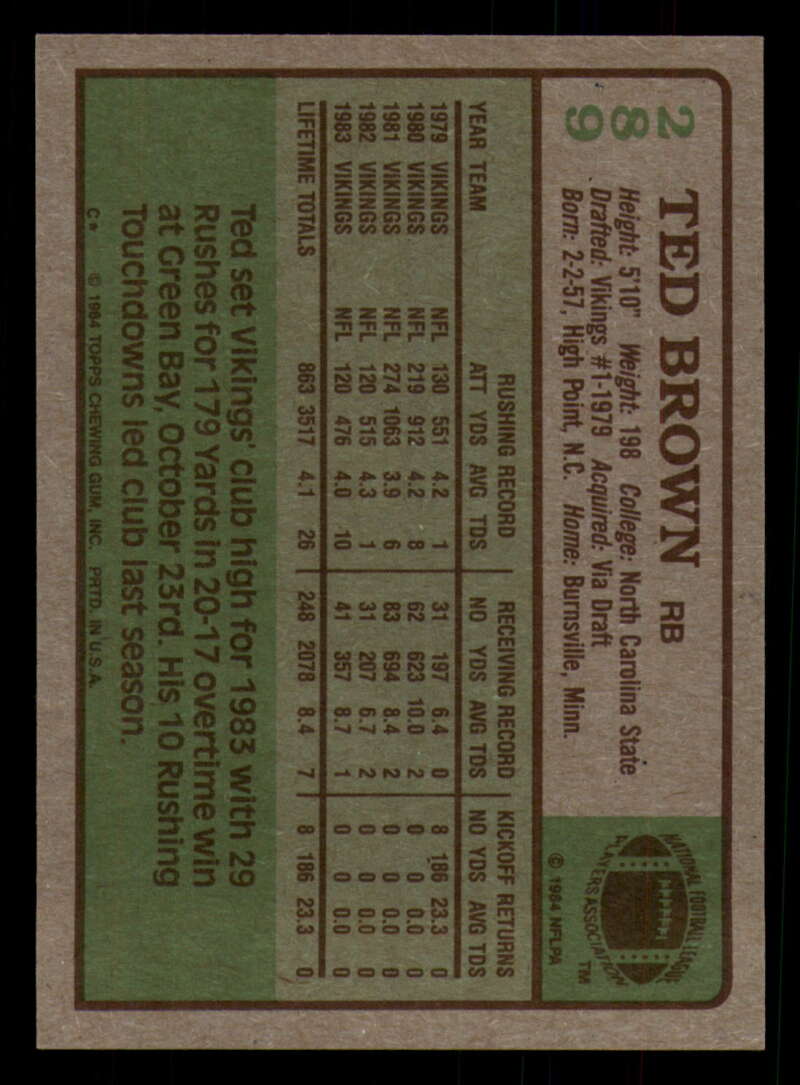 289
TED BROWN RB
Height: 5'10" Weight: 198 College: North Carolina State
Drafted: Vikings #1-1979 Acquired: Via Draft
Born: 2-2-57, High Point, N.C. Home: Burnsville, Minn.
NATIONAL FOOTBALL LEAGUE
PLAYERS ASSOCIATION
TM
© 1984 NFLPA
RUSHING RECORD RECEIVING RECORD KICKOFF RETURNS
YEAR TEAM ATT YDS AVG TDS NO YDS AVG TDS NO YDS AVG TDS
1979 VIKINGS NFL 130 551 4.2 1 31 197 6.4 0 8 186 23.3 0
1980 VIKINGS NFL 219 912 4.2 8 62 623 10.0 2 0 0 0.0 0
1981 VIKINGS NFL 274 1063 3.9 6 83 694 8.4 2 0 0 0.0 0
1982 VIKINGS NFL 120 515 4.3 1 31 207 6.7 2 0 0 0.0 0
1983 VIKINGS NFL 120 476 4.0 10 41 357 8.7 1 0 0 0.0 0
LIFETIME TOTALS 863 3517 4.1 26 248 2078 8.4 7 8 186 23.3 0
Ted set Vikings' club high for 1983 with 29
Rushes for 179 Yards in 20-17 overtime win
at Green Bay, October 23rd. His 10 Rushing
Touchdowns led club last season.
C* © 1984 TOPPS CHEWING GUM, INC. PRTD. IN U.S.A.